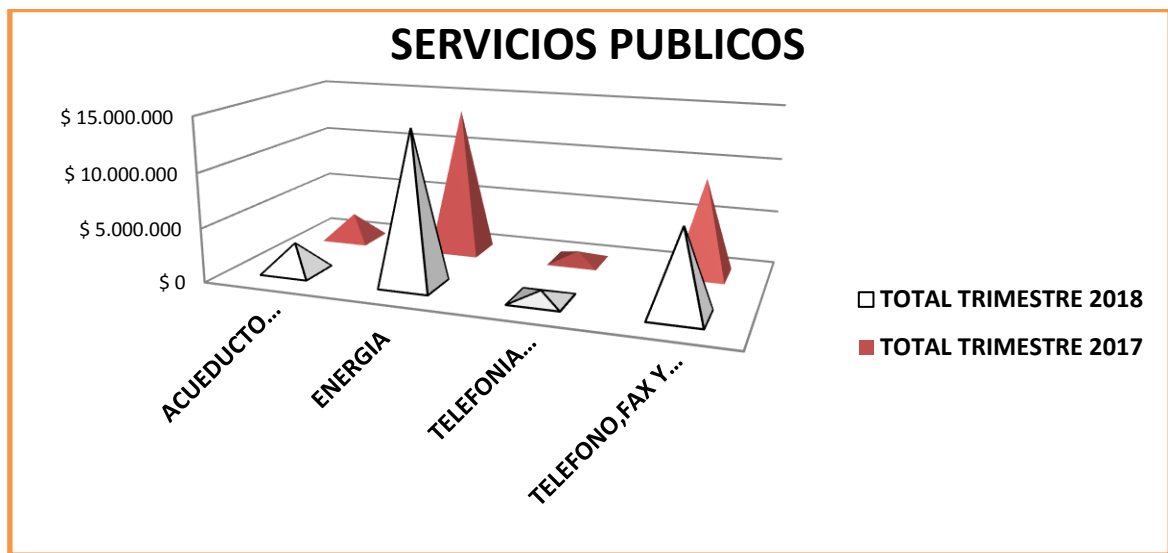 SERVICIOS PUBLICOS
$ 15.000.000
$ 10.000.000
$ 5.000.000
$ 0
ACUEDUCTO...
ENERGIA
TELEFONIA...
TELEFONO,FAX Y...
TOTAL TRIMESTRE 2018
TOTAL TRIMESTRE 2017